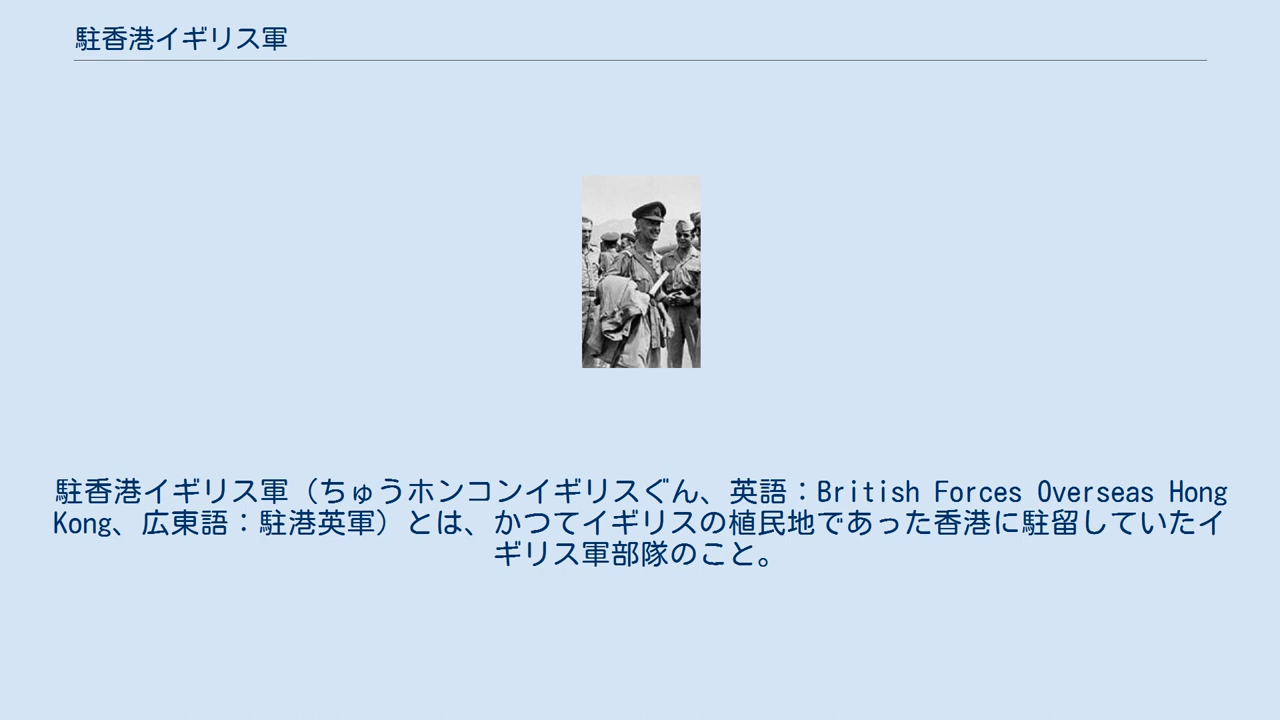 駐香港イギリス軍
駐香港イギリス軍（ちゅうホンコンイギリスぐん、英語：British Forces Overseas Hong
Kong、広東語：駐港英軍）とは、かつてイギリスの植民地であった香港に駐留していたイ
ギリス軍部隊のこと。